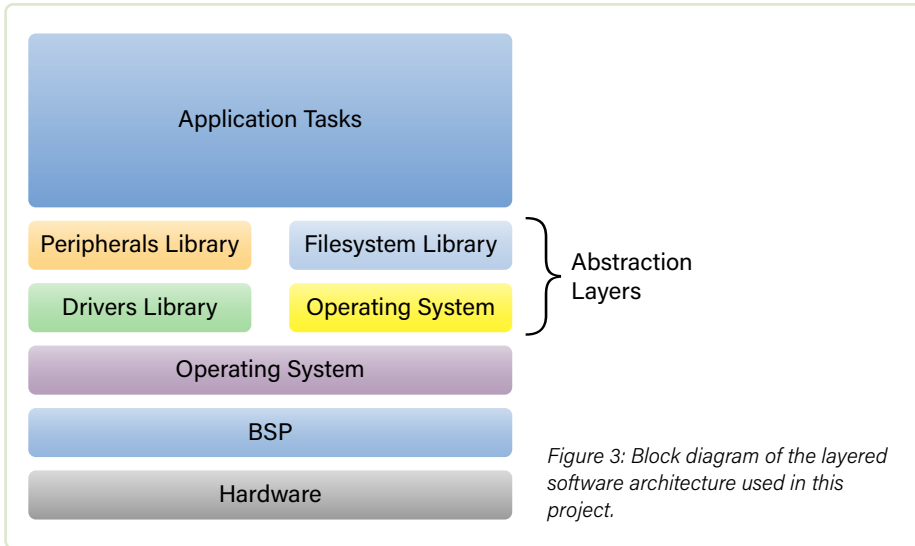 Application Tasks
Peripherals Library
Filesystem Library
Drivers Library
Operating System
Abstraction
Layers
Operating System
BSP
Hardware
Figure 3: Block diagram of the layered
software architecture used in this
project.